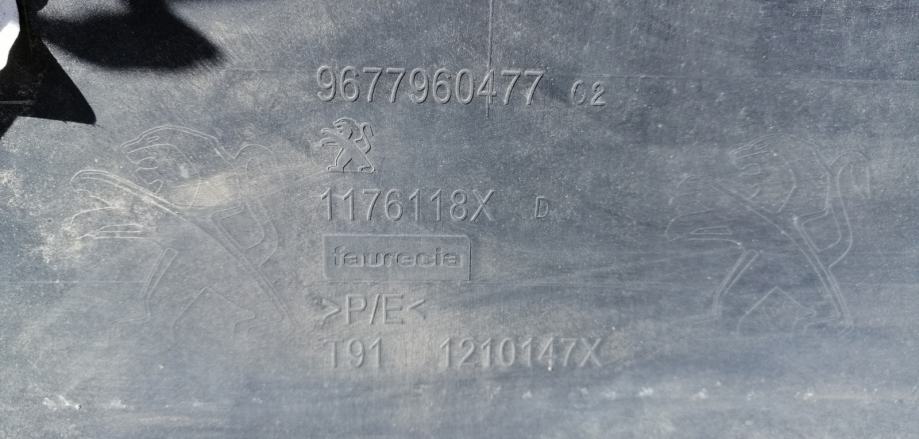 9677960477 C2
1176118X D
faurecia
>P/E<
T91 1210147X